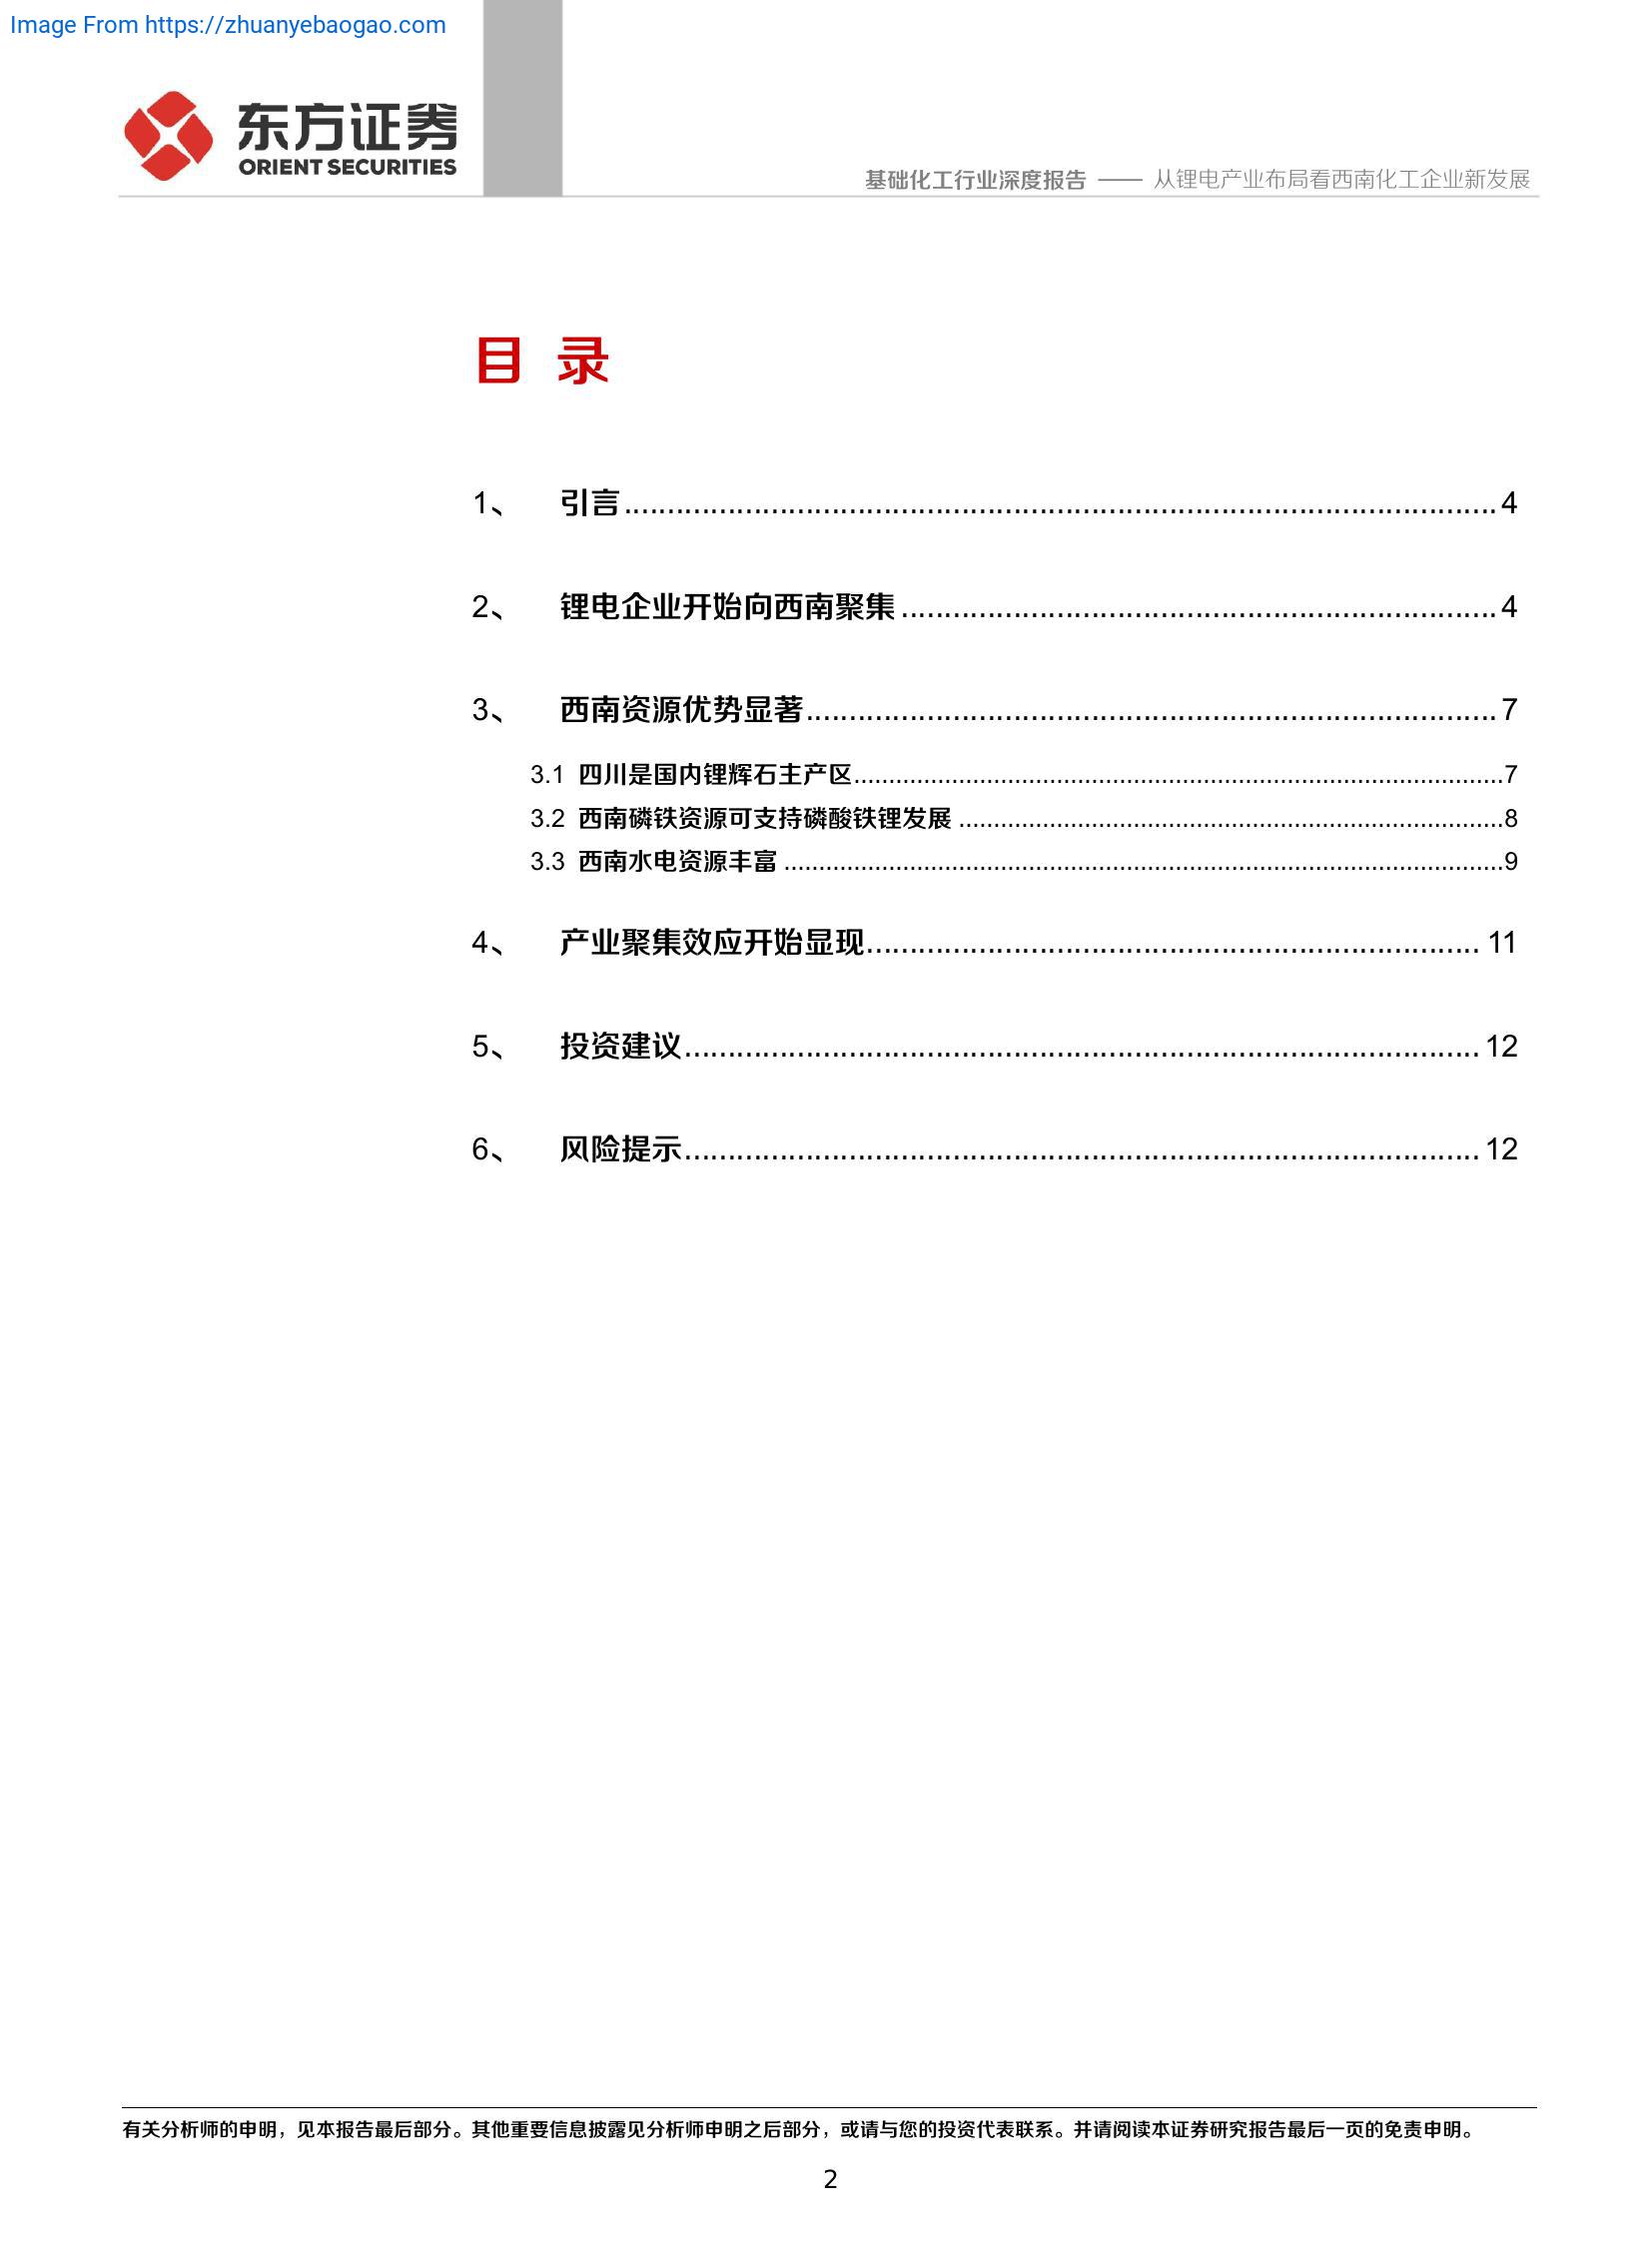 Image From https://zhuanyebaogao.com
东方证券
ORIENT SECURITIES
基础化工行业深度报告 —— 从锂电产业布局看西南化工企业新发展
目 录
1、 引言 4
2、 锂电企业开始向西南聚集 4
3、 西南资源优势显著 7
3.1 四川是国内锂辉石主产区 7
3.2 西南磷铁资源可支持磷酸铁锂发展 8
3.3 西南水电资源丰富 9
4、 产业聚集效应开始显现 11
5、 投资建议 12
6、 风险提示 12
有关分析师的申明，见本报告最后部分。其他重要信息披露见分析师申明之后部分，或请与您的投资代表联系。并请阅读本证券研究报告最后一页的免责申明。
2